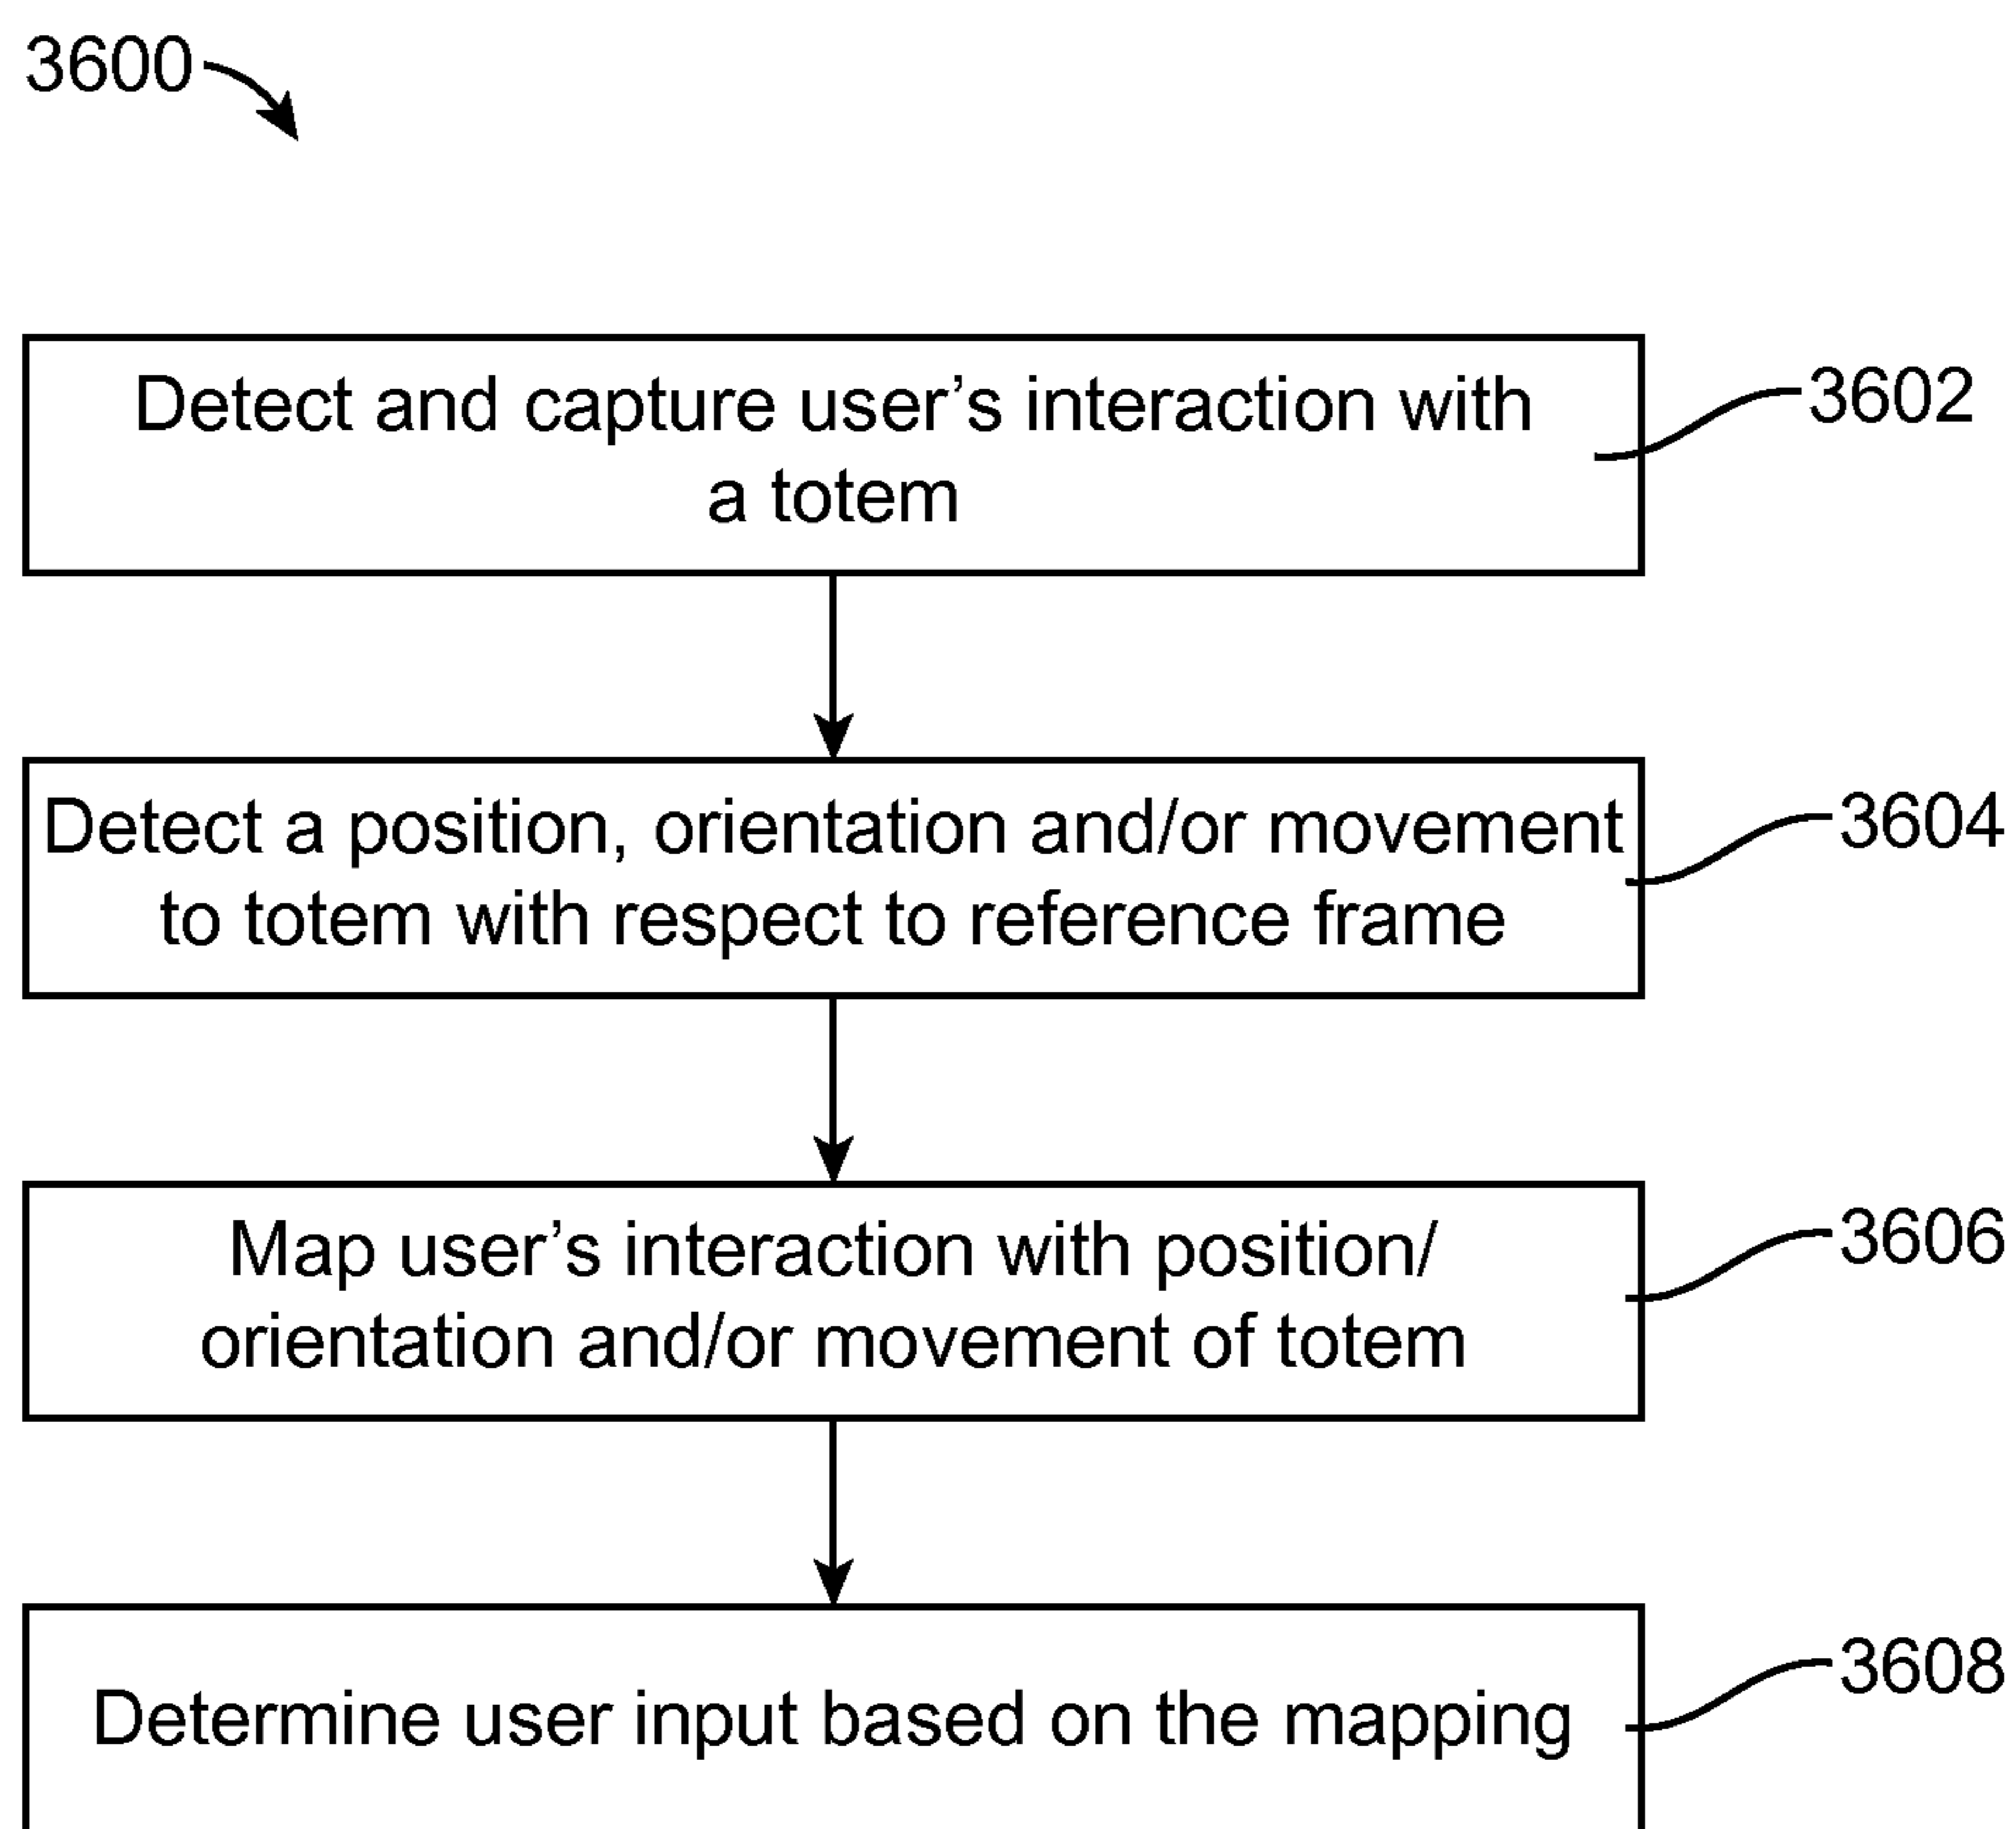 3600
Detect and capture user’s interaction with
a totem
3602
Detect a position, orientation and/or movement
to totem with respect to reference frame
3604
Map user’s interaction with position/
orientation and/or movement of totem
3606
Determine user input based on the mapping
3608